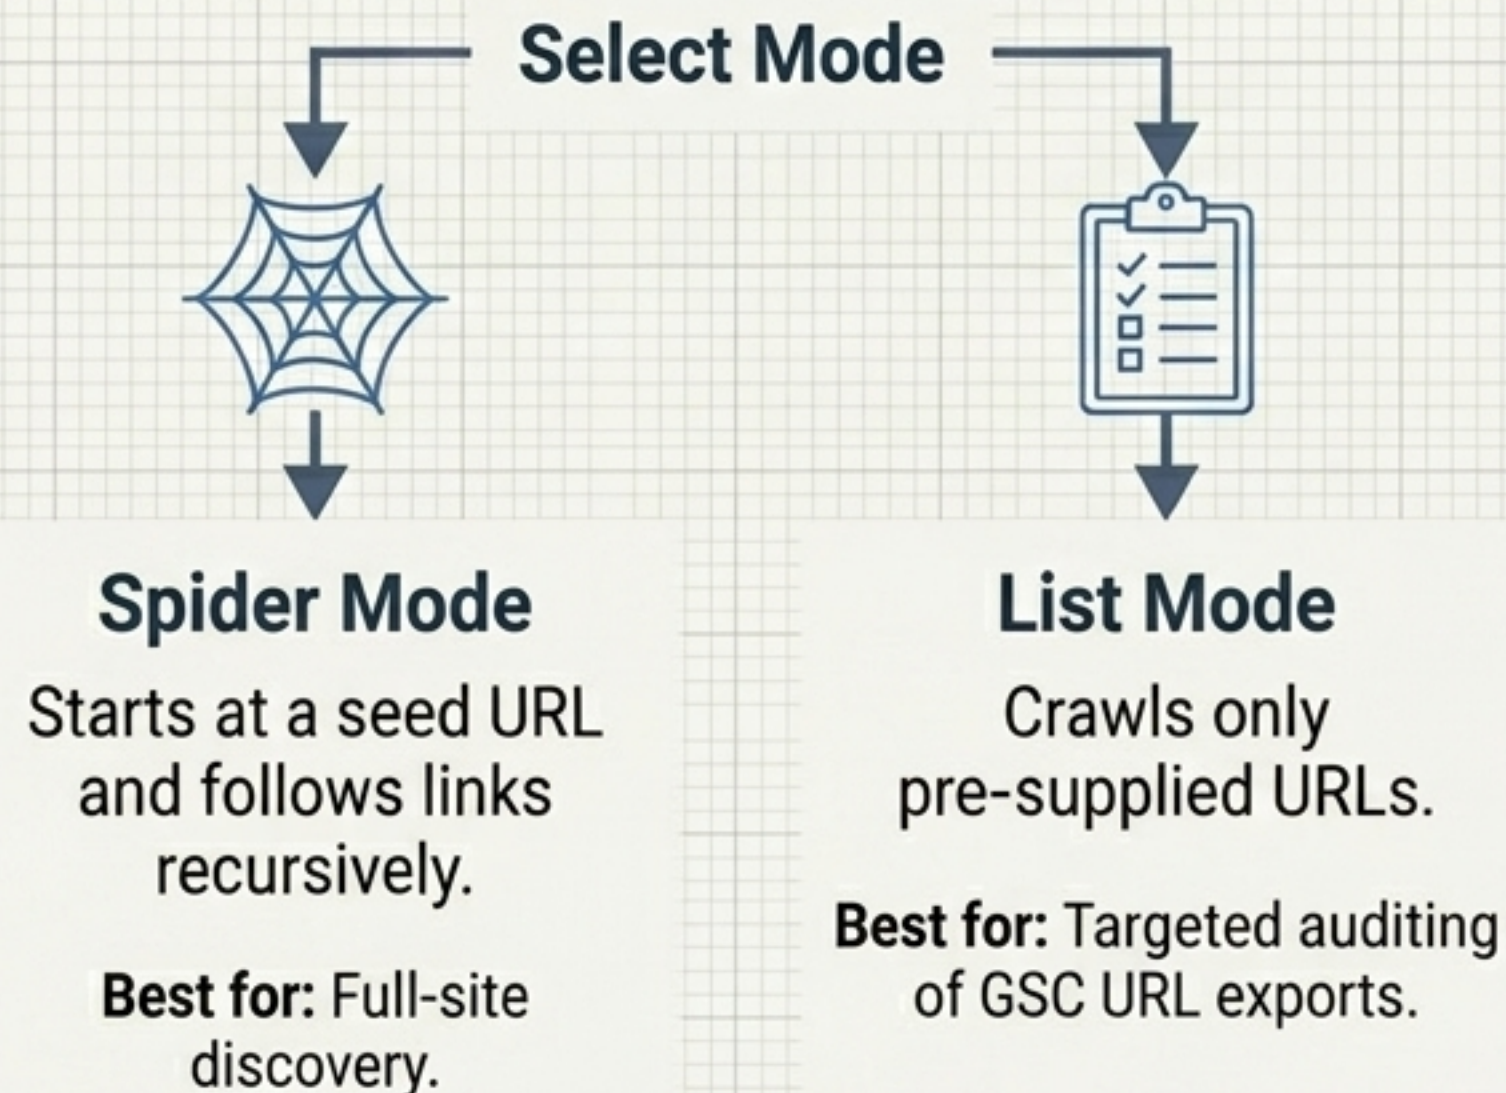 Select Mode
Spider Mode
Starts at a seed URL
and follows links
recursively.
Best for: Full-site
discovery.
List Mode
Crawls only
pre-supplied URLs.
Best for: Targeted auditing
of GSC URL exports.